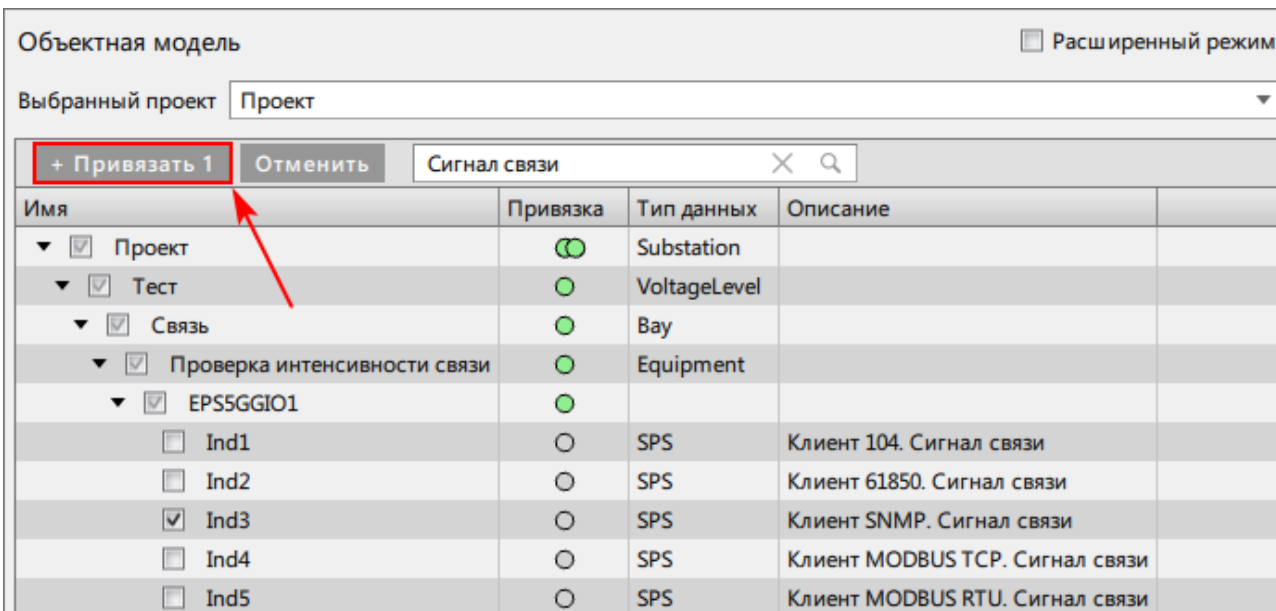 Объектная модель Расширенный режим
Выбранный проект Проект
+ Привязать 1 Отменить Сигнал связи
Имя Привязка Тип данных Описание
Проект Substation
Тест VoltageLevel
Связь Bay
Проверка интенсивности связи Equipment
EPS5GGIO1
Ind1 SPS Клиент 104. Сигнал связи
Ind2 SPS Клиент 61850. Сигнал связи
Ind3 SPS Клиент SNMP. Сигнал связи
Ind4 SPS Клиент MODBUS TCP. Сигнал связи
Ind5 SPS Клиент MODBUS RTU. Сигнал связи